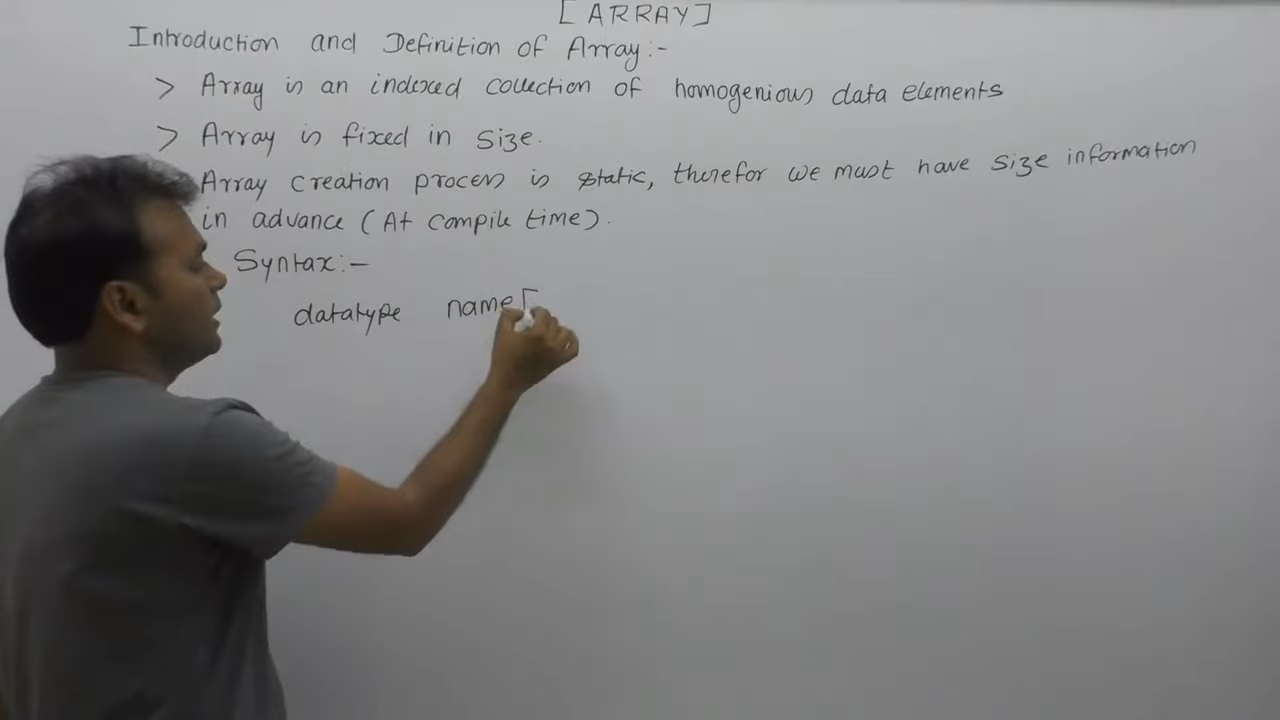 [ARRAY]
Introduction and Definition of Array:-
> Array is an indexed collection of homogenious data elements
> Array is fixed in size.
Array creation process is static, therefor we must have size information
in advance (At compile time).
Syntax:-
datatype name[